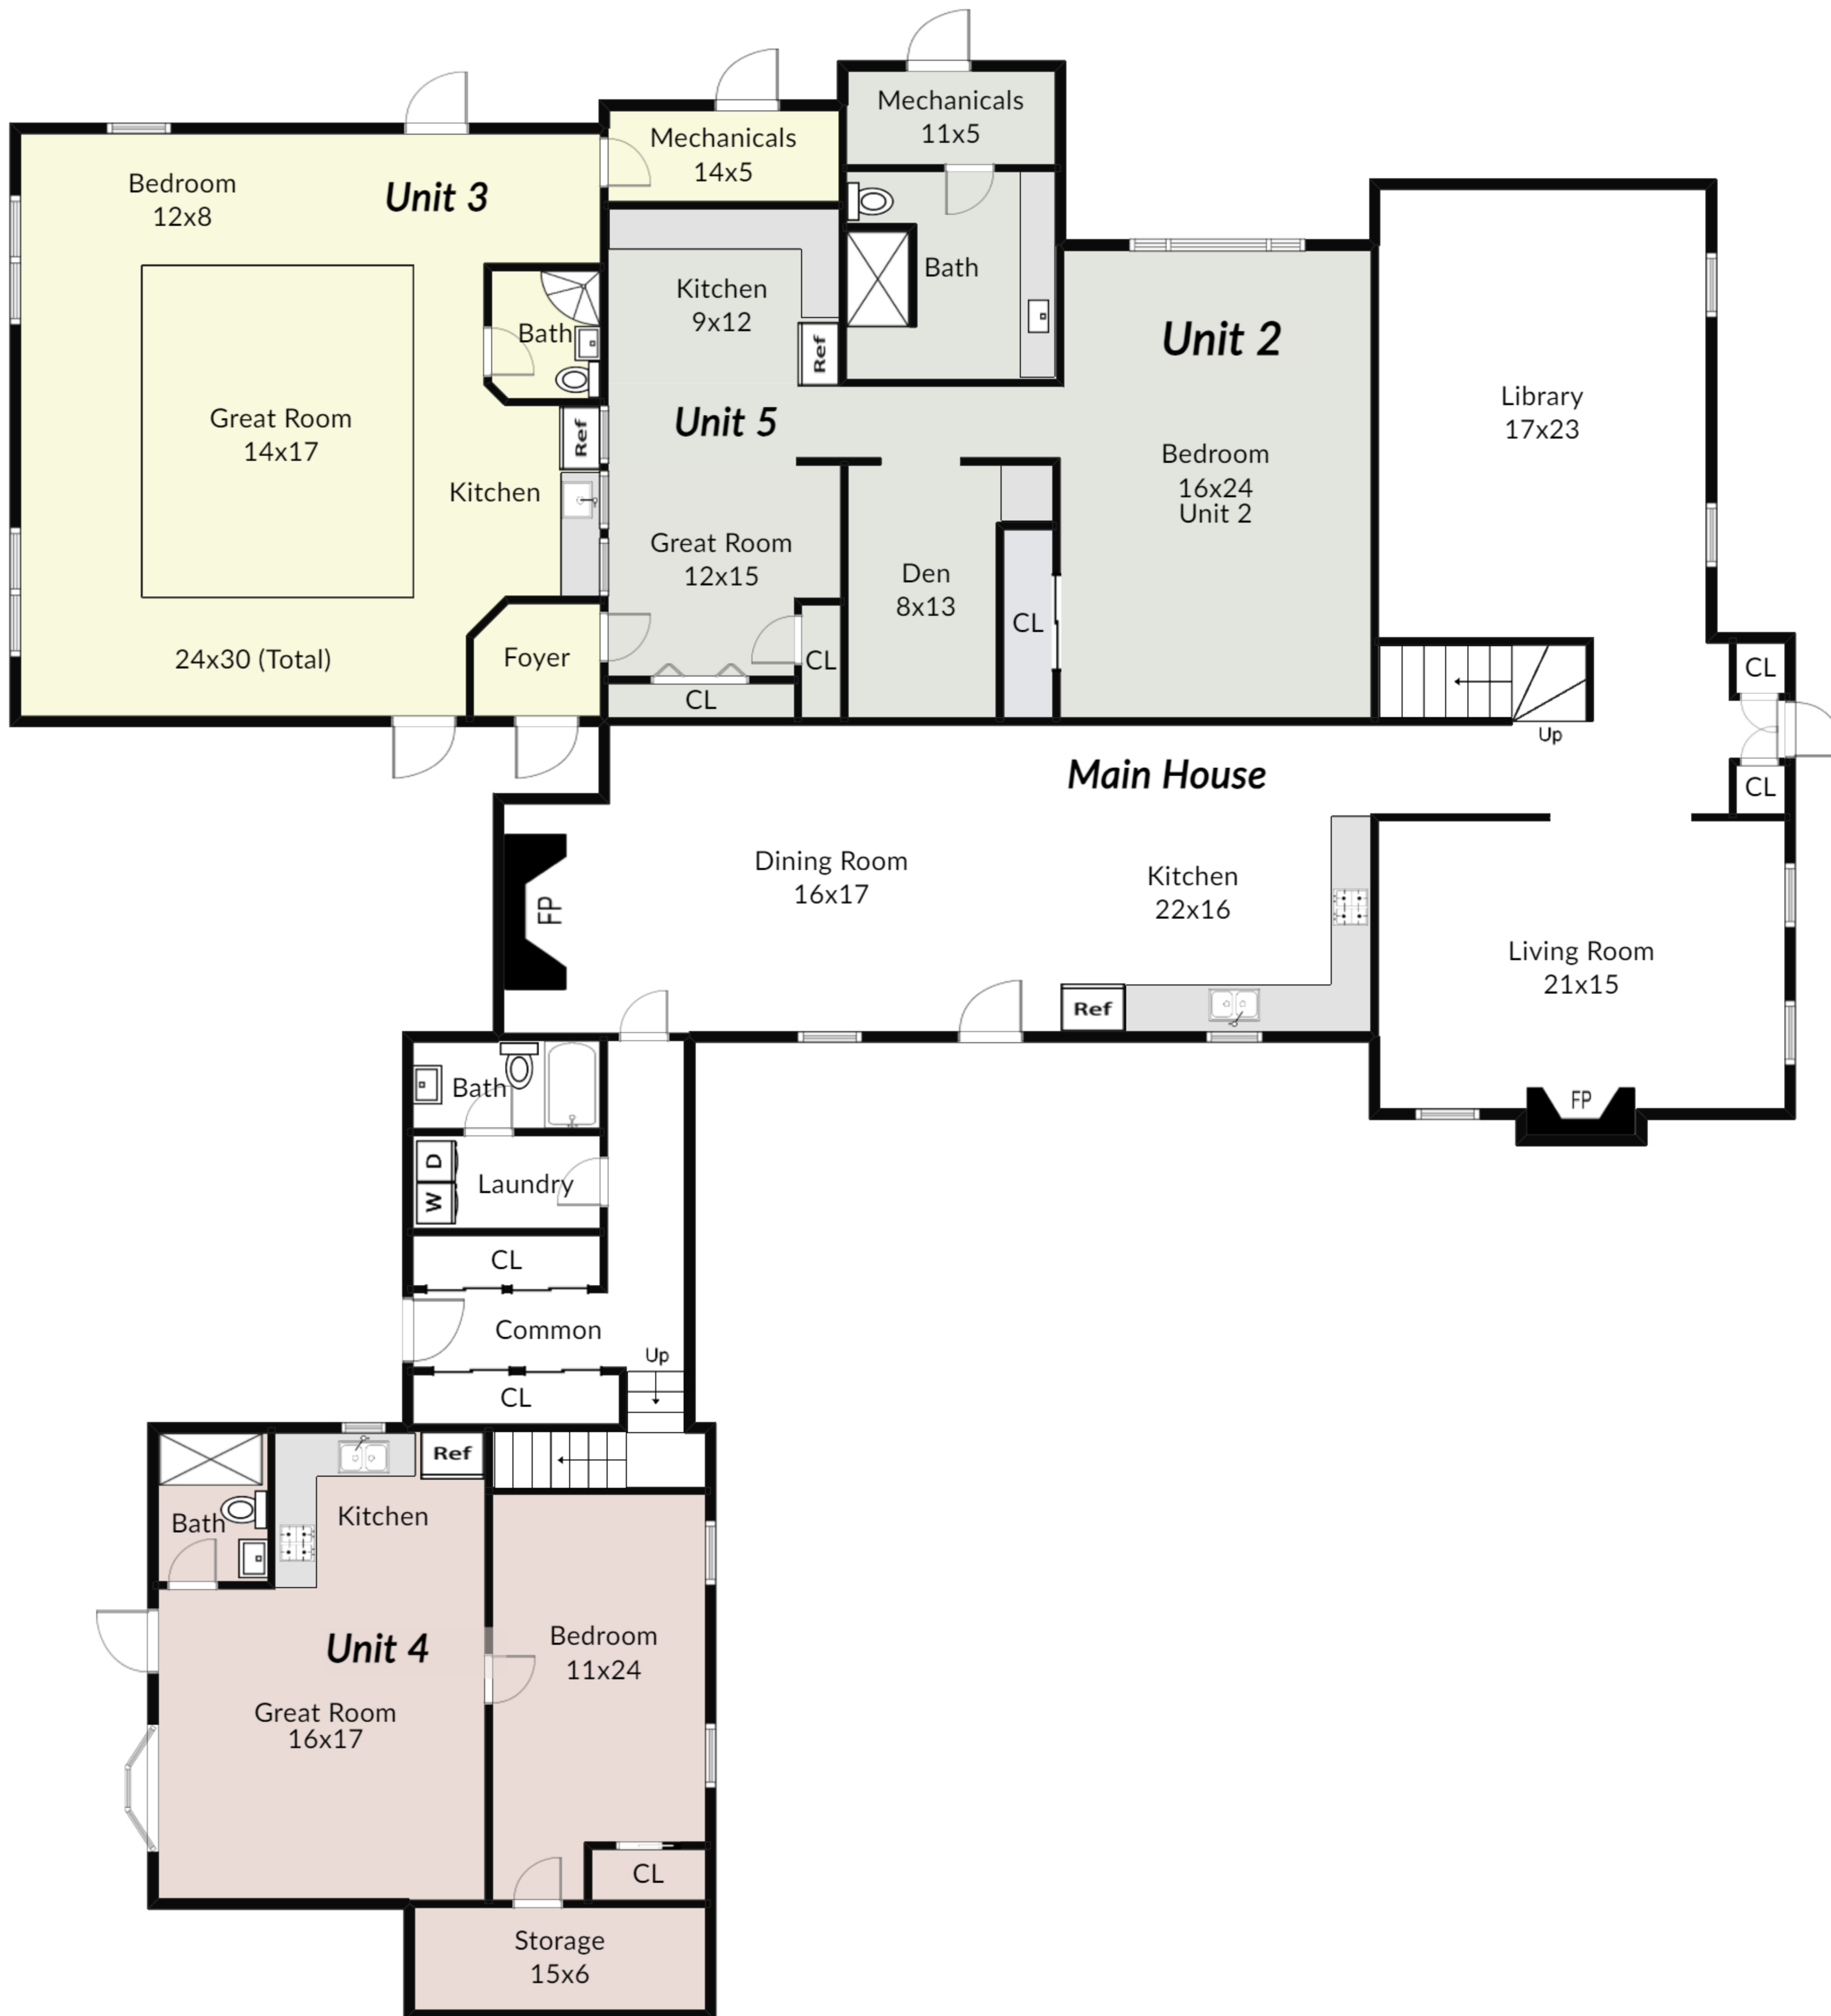 Mechanicals
11x5
Mechanicals
14x5
Bedroom
12x8
Unit 3
Bath
Kitchen
9x12
Ref
Bath
Unit 2
Library
17x23
Great Room
14x17
Ref
Unit 5
Kitchen
Bedroom
16x24
Unit 2
Great Room
12x15
Den
8x13
CL
24x30 (Total)
Foyer
CL
CL
CL
Up
CL
Main House
Dining Room
16x17
Kitchen
22x16
FP
Living Room
21x15
Ref
FP
Bath
D
W
Laundry
CL
Common
Up
CL
Ref
Bath
Kitchen
Unit 4
Bedroom
11x24
Great Room
16x17
CL
Storage
15x6